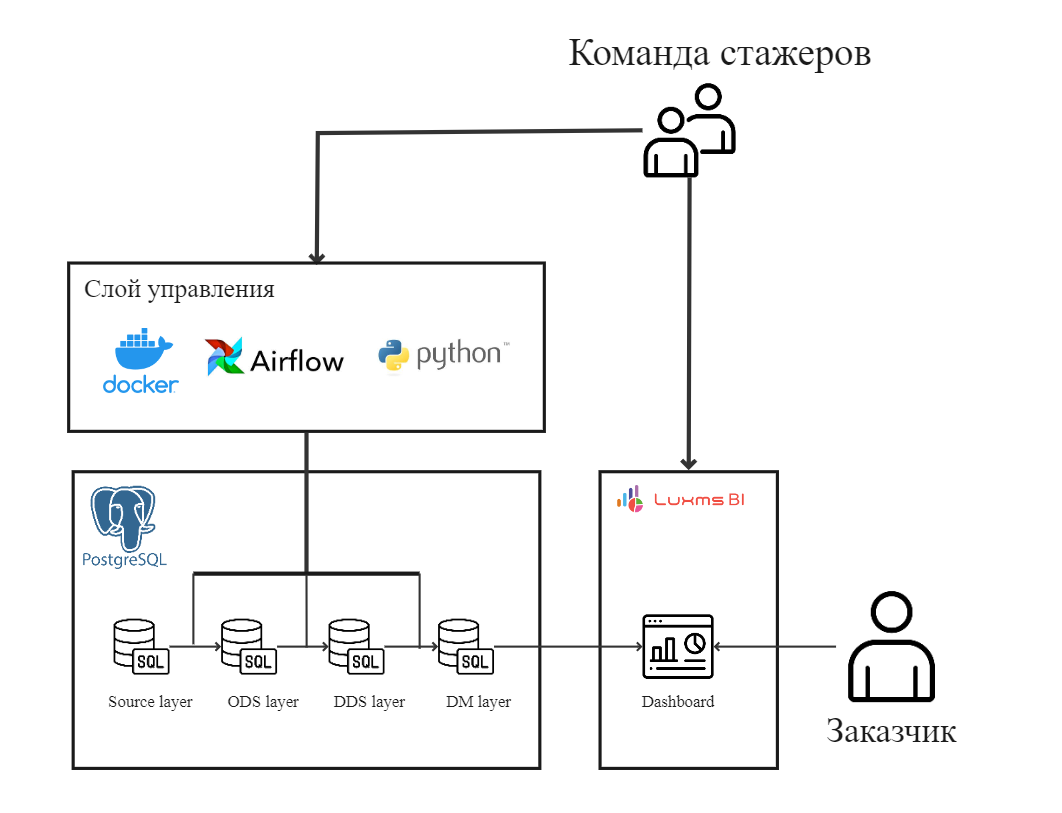 Команда стажеров
Слой управления
docker
Airflow
python™
PostgreSQL
Luxms BI
SQL
SQL
SQL
SQL
Source layer
ODS layer
DDS layer
DM layer
Dashboard
Заказчик